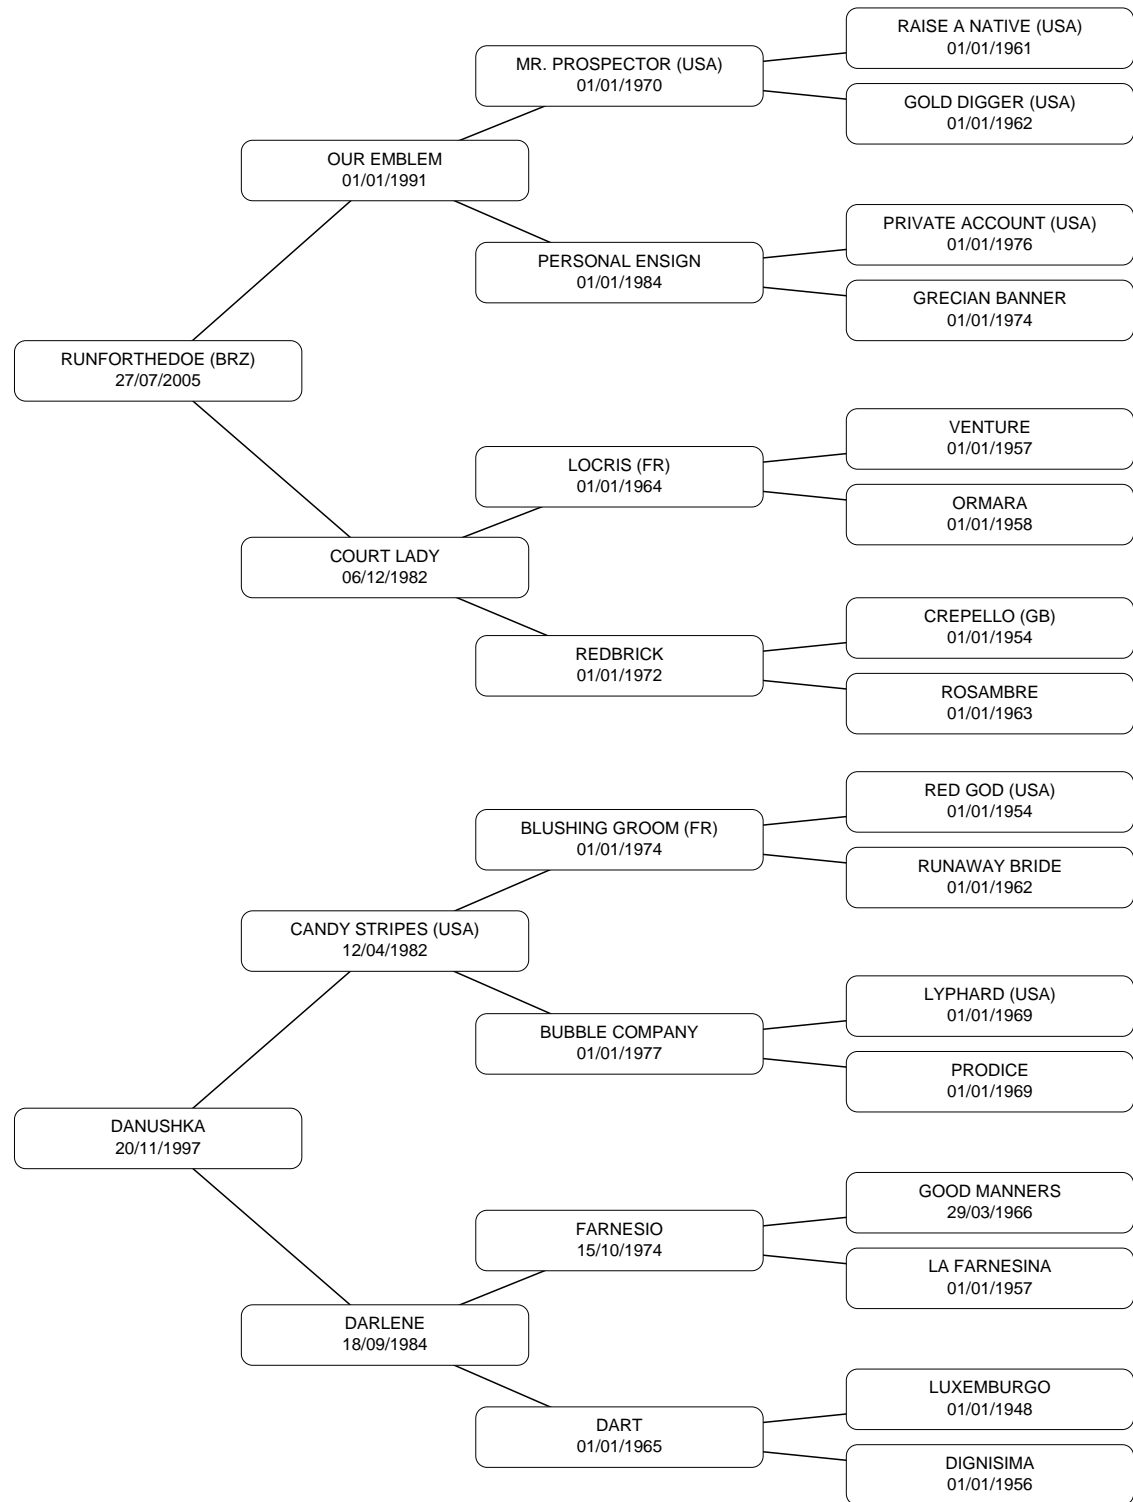 RAISE A NATIVE (USA)
01/01/1961
MR. PROSPECTOR (USA)
01/01/1970
GOLD DIGGER (USA)
01/01/1962
OUR EMBLEM
01/01/1991
PRIVATE ACCOUNT (USA)
01/01/1976
PERSONAL ENSIGN
01/01/1984
GRECIAN BANNER
01/01/1974
RUNFORTHEDOE (BRZ)
27/07/2005
VENTURE
01/01/1957
LOCRIS (FR)
01/01/1964
ORMARA
01/01/1958
COURT LADY
06/12/1982
CREPELLO (GB)
01/01/1954
REDBRICK
01/01/1972
ROSAMBRE
01/01/1963
RED GOD (USA)
01/01/1954
BLUSHING GROOM (FR)
01/01/1974
RUNAWAY BRIDE
01/01/1962
CANDY STRIPES (USA)
12/04/1982
LYPHARD (USA)
01/01/1969
BUBBLE COMPANY
01/01/1977
PRODICE
01/01/1969
DANUSHKA
20/11/1997
GOOD MANNERS
29/03/1966
FARNESIO
15/10/1974
LA FARNESINA
01/01/1957
DARLENE
18/09/1984
LUXEMBURGO
01/01/1948
DART
01/01/1965
DIGNISIMA
01/01/1956